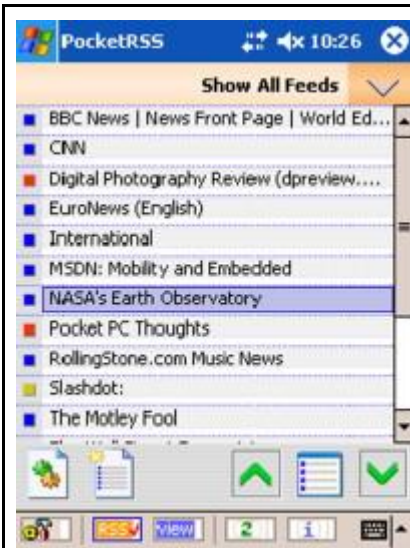 PocketRSS 10:26
Show All Feeds
BBC News | News Front Page | World Ed...
CNN
Digital Photography Review (dpreview....
EuroNews (English)
International
MSDN: Mobility and Embedded
NASA's Earth Observatory
Pocket PC Thoughts
RollingStone.com Music News
Slashdot:
The Motley Fool
RSS view 2 i